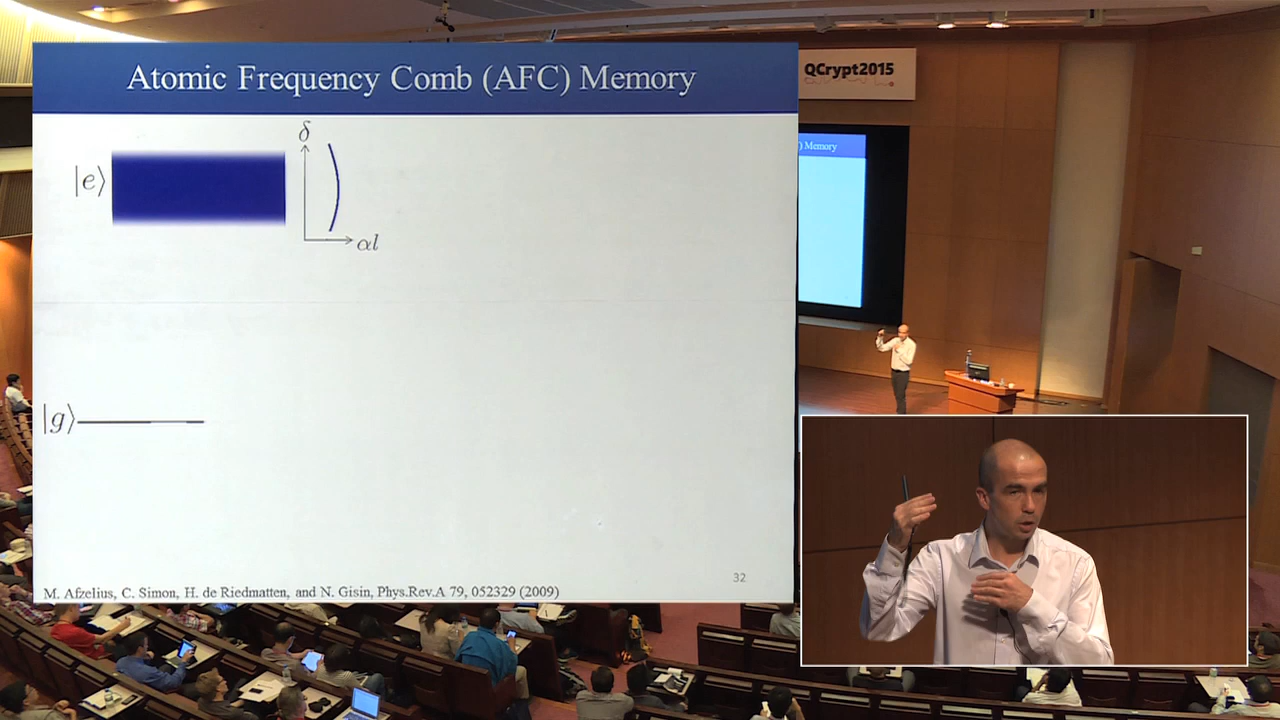 Atomic Frequency Comb (AFC) Memory
QCrypt2015
) Memory
δ
|e⟩
αl
|g⟩
32
M. Afzelius, C. Simon, H. de Riedmatten, and N. Gisin, Phys.Rev.A 79, 052329 (2009)